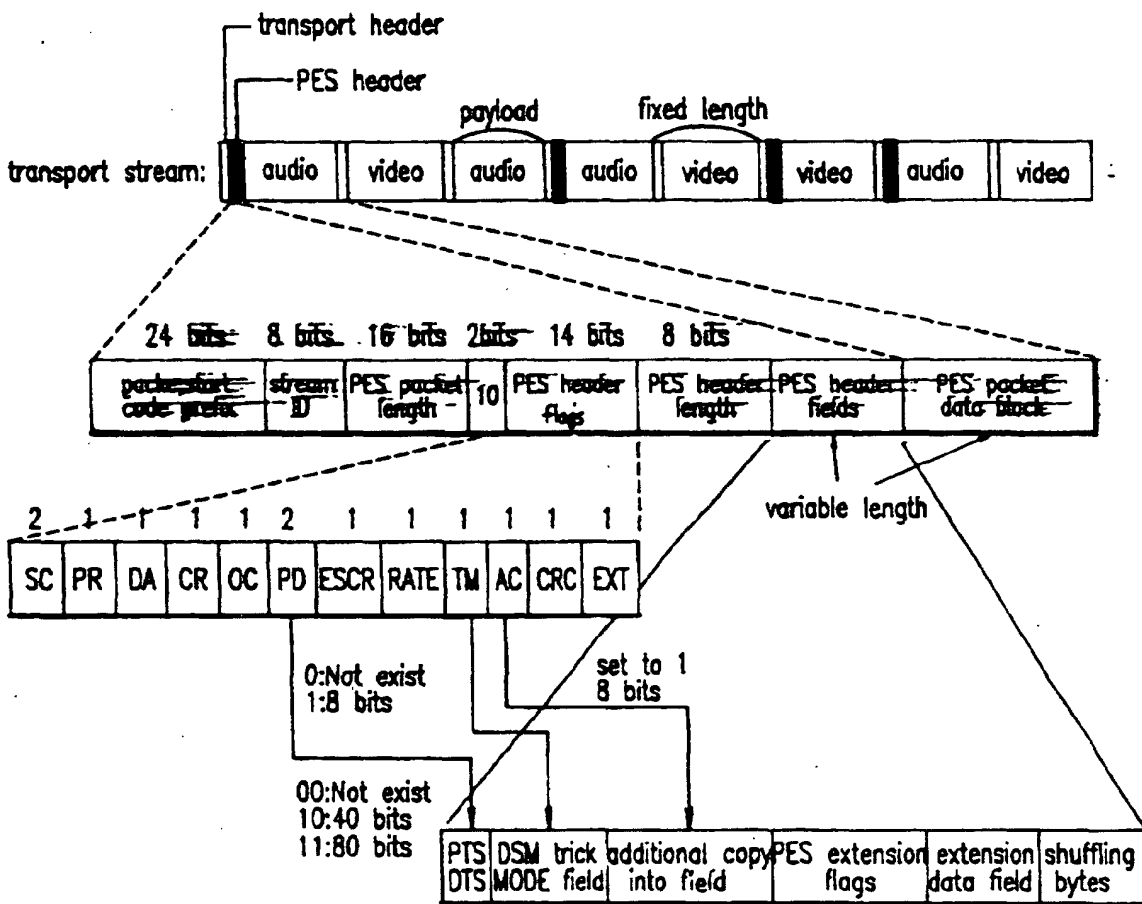 transport header
PES header
payload
fixed length
transport stream:
audio video audio audio video video audio video
24 bits 8 bits 16 bits 2bits 14 bits 8 bits
packe start code prefix
stream ID
PES packet length
10
PES header flags
PES header length
PES header fields
PES packet data block
variable length
2 1 1 1 1 2 1 1 1 1 1 1
SC PR DA CR OC PD ESCR RATE TM AC CRC EXT
0:Not exist
1:8 bits
set to 1
8 bits
00:Not exist
10:40 bits
11:80 bits
PTS DTS
DSM trick MODE field
additional copy into field
PES extension flags
extension data field
shuffling bytes